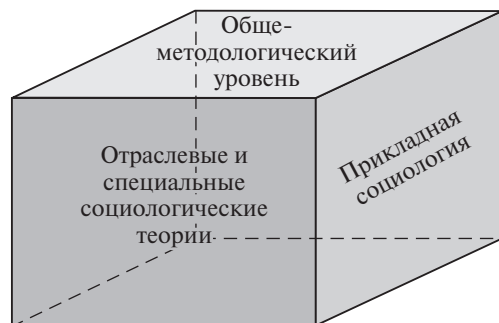 Обще-
методологический
уровень
Отраслевые и
специальные
социологические
теории
Прикладная
социология